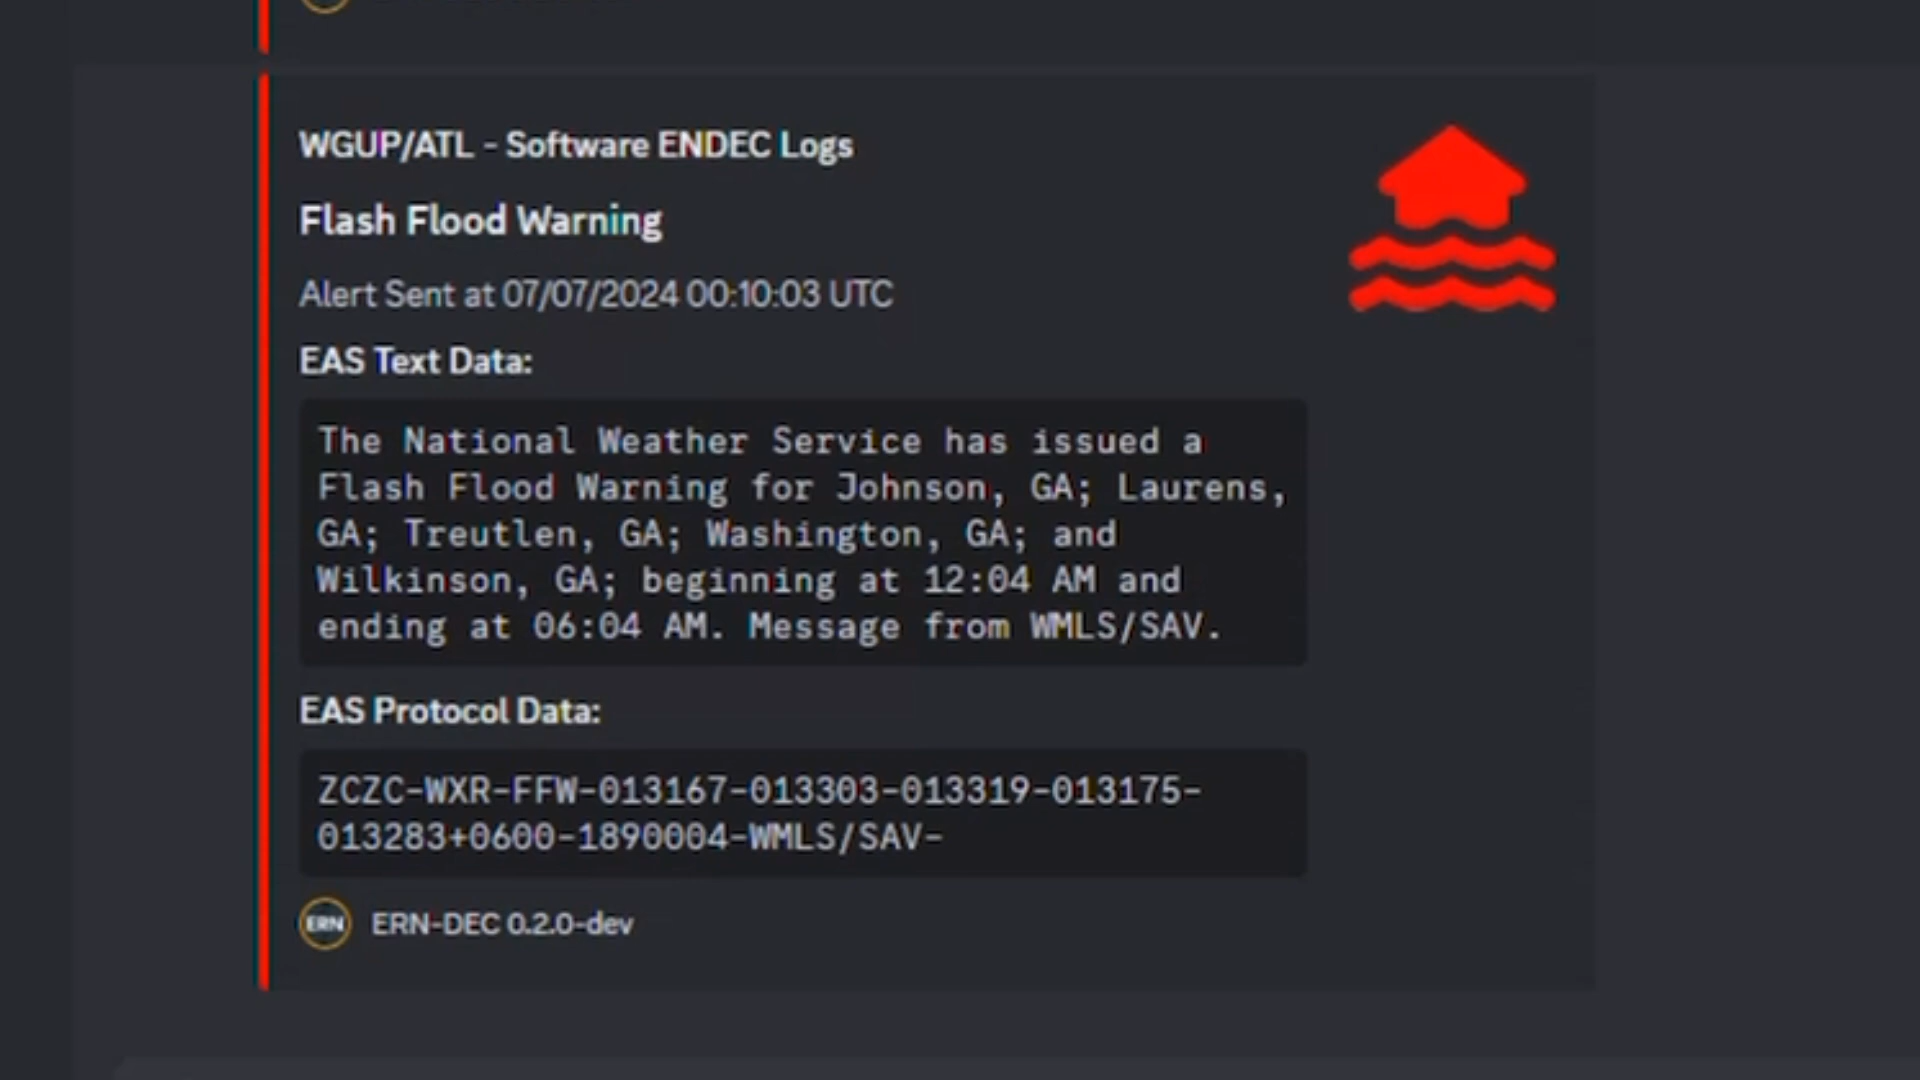 WGUP/ATL - Software ENDEC Logs
Flash Flood Warning
Alert Sent at 07/07/2024 00:10:03 UTC
EAS Text Data:
The National Weather Service has issued a
Flash Flood Warning for Johnson, GA; Laurens,
GA; Treutlen, GA; Washington, GA; and
Wilkinson, GA; beginning at 12:04 AM and
ending at 06:04 AM. Message from WMLS/SAV.
EAS Protocol Data:
ZCZC-WXR-FFW-013167-013303-013319-013175-
013283+0600-1890004-WMLS/SAV-
ERN
ERN-DEC 0.2.0-dev